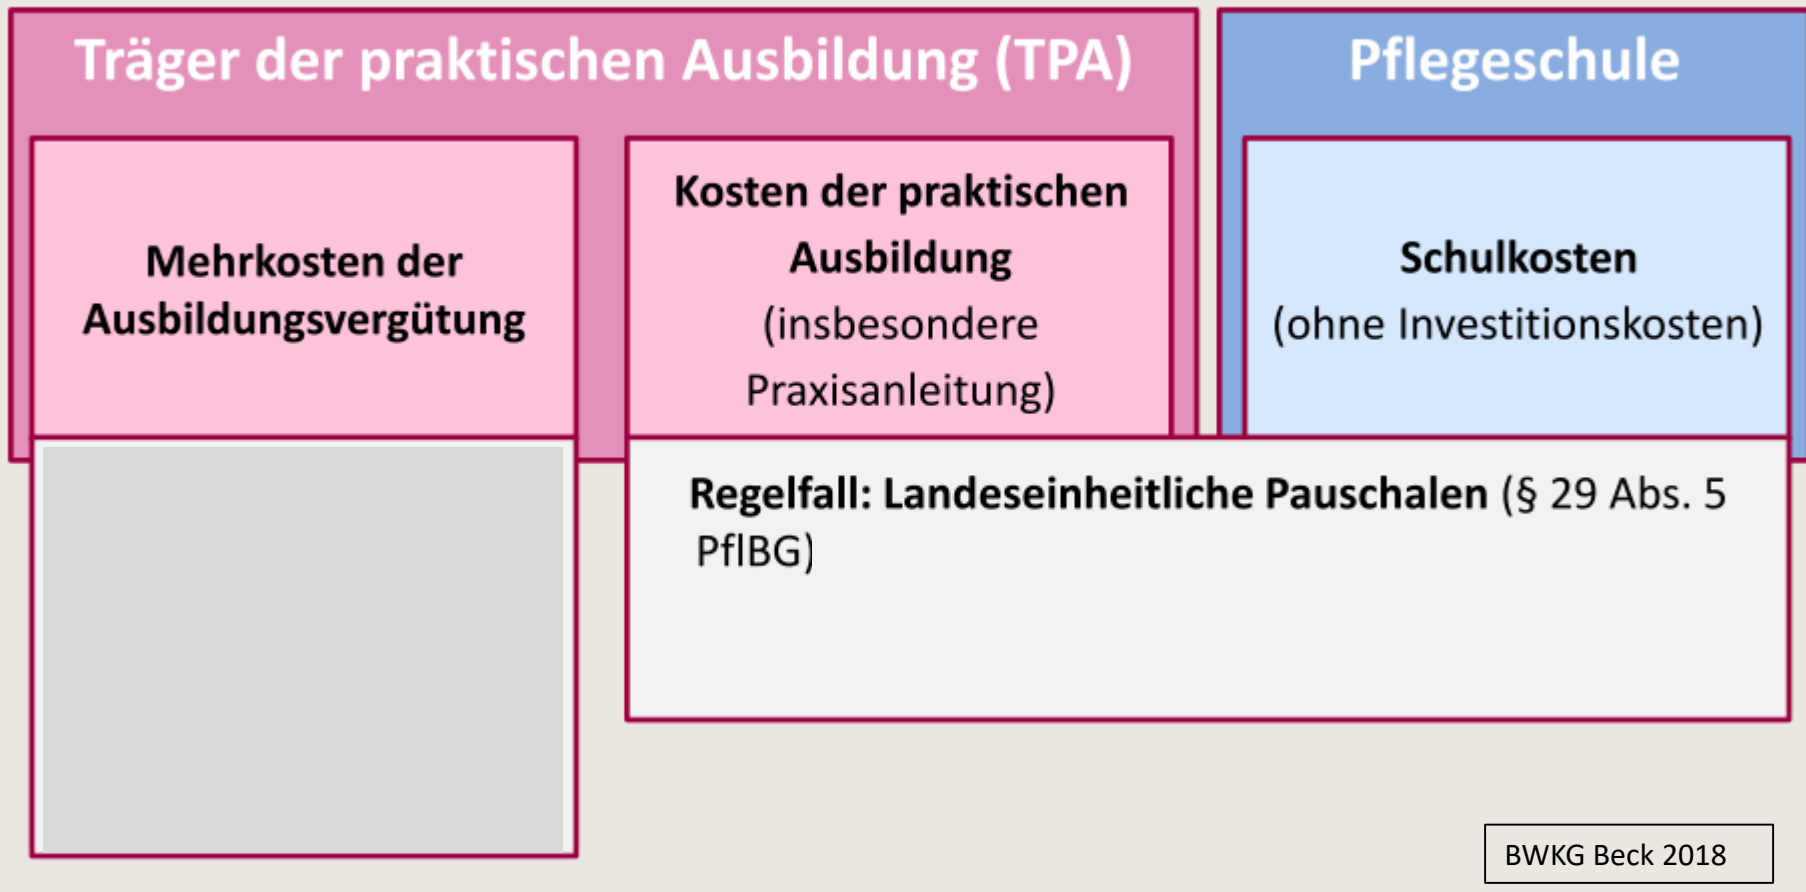 Träger der praktischen Ausbildung (TPA)
Pflegeschule
Mehrkosten der
Ausbildungsvergütung
Kosten der praktischen
Ausbildung
(insbesondere
Praxisanleitung)
Schulkosten
(ohne Investitionskosten)
Regelfall: Landeseinheitliche Pauschalen (§ 29 Abs. 5
PflBG)
BWKG Beck 2018